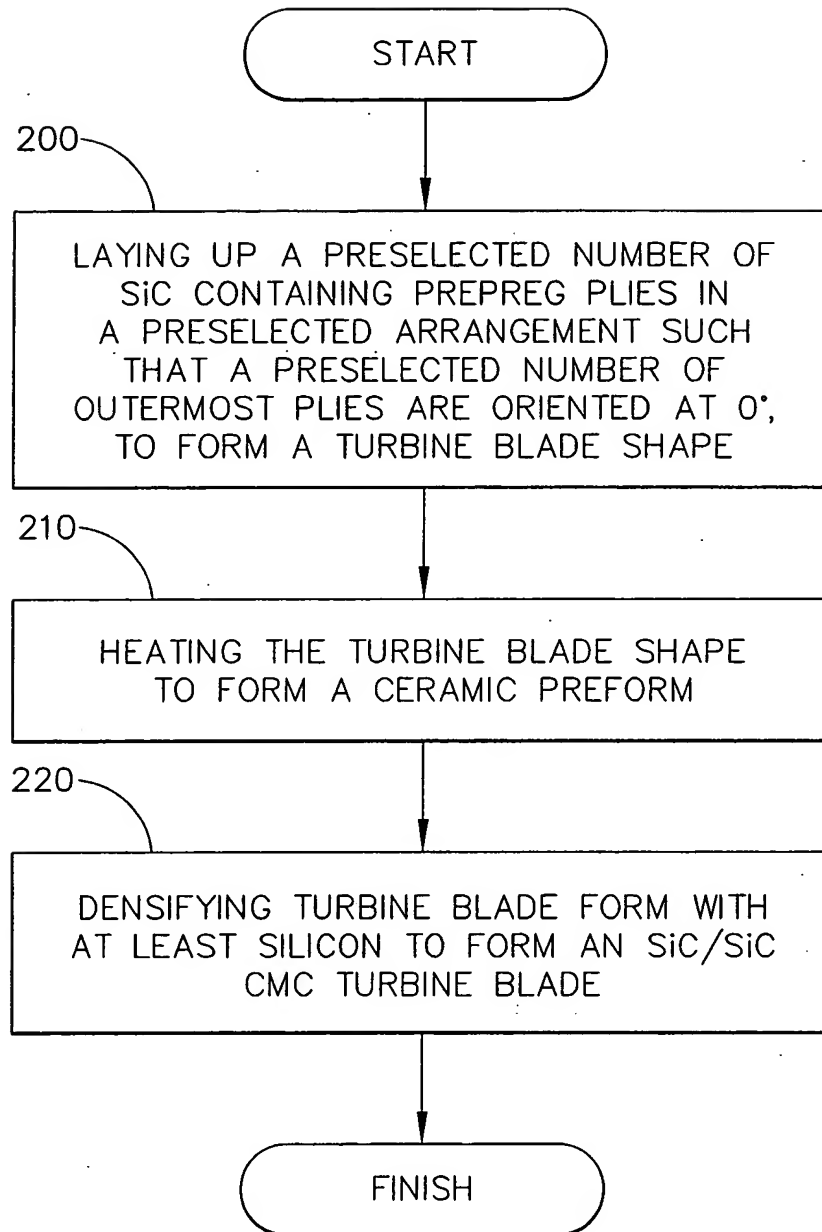 START
200
LAYING UP A PRESELECTED NUMBER OF
SiC CONTAINING PREPREG PLIES IN
A PRESELECTED ARRANGEMENT SUCH
THAT A PRESELECTED NUMBER OF
OUTERMOST PLIES ARE ORIENTED AT 0°,
TO FORM A TURBINE BLADE SHAPE
210
HEATING THE TURBINE BLADE SHAPE
TO FORM A CERAMIC PREFORM
220
DENSIFYING TURBINE BLADE FORM WITH
AT LEAST SILICON TO FORM AN SiC/SiC
CMC TURBINE BLADE
FINISH